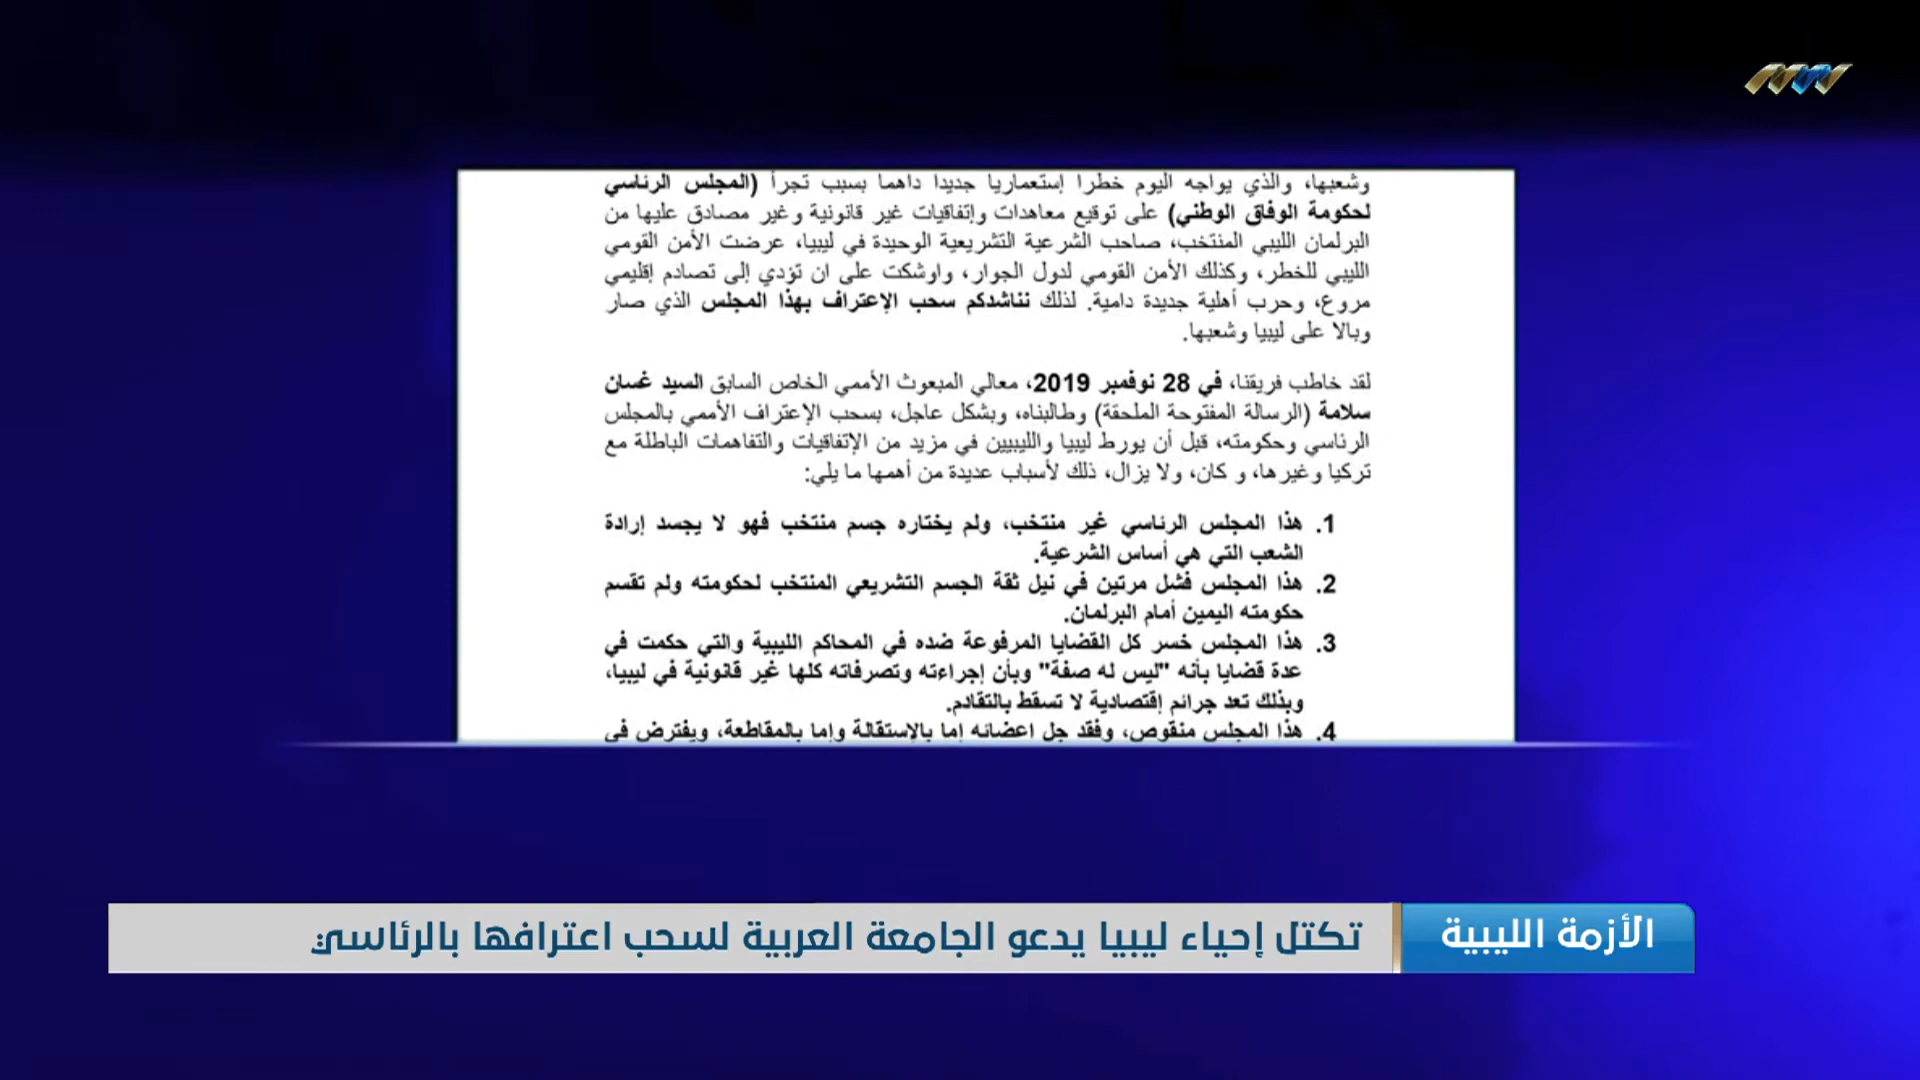 وشعبها، والذي يواجه اليوم خطرا إستعماريا جديدا داهما بسبب تجرأ (المجلس الرئاسي
لحكومة الوفاق الوطني) على توقيع معاهدات وإتفاقيات غير قانونية وغير مصادق عليها من
البرلمان الليبي المنتخب، صاحب الشرعية التشريعية الوحيدة في ليبيا، عرضت الأمن القومي
الليبي للخطر، وكذلك الأمن القومي لدول الجوار، واوشكت على ان تؤدي إلى تصادم إقليمي
مروع، وحرب أهلية جديدة دامية. لذلك نناشدكم سحب الإعتراف بهذا المجلس الذي صار
وبالا على ليبيا وشعبها.
لقد خاطب فريقنا، في 28 نوفمبر 2019، معالي المبعوث الأممي الخاص السابق السيد غسان
سلامة (الرسالة المفتوحة الملحقة) وطالبناه، وبشكل عاجل، بسحب الإعتراف الأممي بالمجلس
الرئاسي وحكومته، قبل أن يورط ليبيا والليبيين في مزيد من الإتفاقيات والتفاهمات الباطلة مع
تركيا وغيرها، و كان، ولا يزال، ذلك لأسباب عديدة من أهمها ما يلي:
1. هذا المجلس الرئاسي غير منتخب، ولم يختاره جسم منتخب فهو لا يجسد إرادة
الشعب التي هي أساس الشرعية.
2. هذا المجلس فشل مرتين في نيل ثقة الجسم التشريعي المنتخب لحكومته ولم تقسم
حكومته اليمين أمام البرلمان.
3. هذا المجلس خسر كل القضايا المرفوعة ضده في المحاكم الليبية والتي حكمت في
عدة قضايا بأنه "ليس له صفة" وبأن إجراءته وتصرفاته كلها غير قانونية في ليبيا،
وبذلك تعد جرائم إقتصادية لا تسقط بالتقادم.
4. هذا المجلس منقوص، وفقد جل اعضائه إما بالإستقالة وإما بالمقاطعة، ويفترض في
الأزمة الليبية
تكتل إحياء ليبيا يدعو الجامعة العربية لسحب اعترافها بالرئاسي